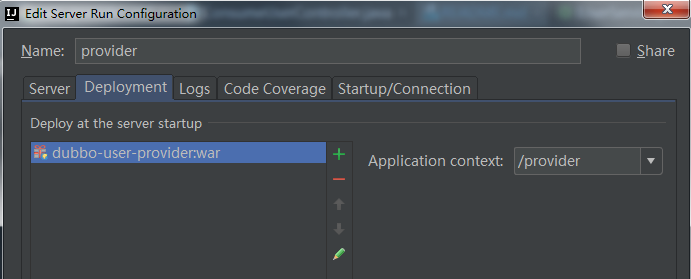 Edit Server Run Configuration
Name: provider
Share
Server Deployment Logs Code Coverage Startup/Connection
Deploy at the server startup
dubbo-user-provider:war
Application context: /provider